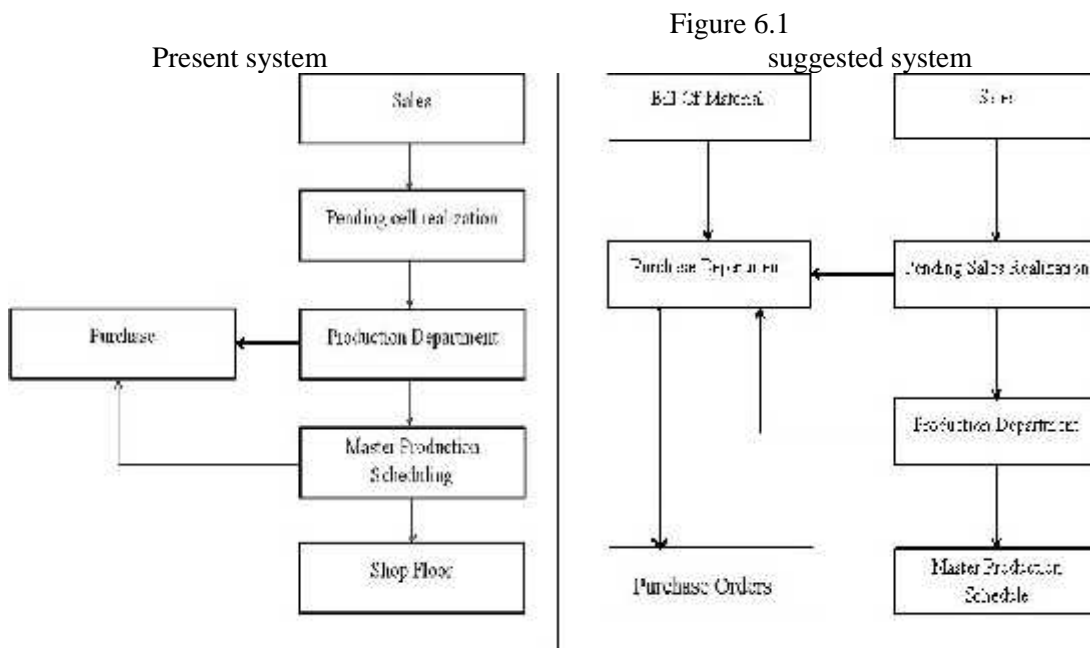 Figure 6.1
Present system
suggested system
Sales
Pending cell realization
Purchase
Production Department
Master Production
Scheduling
Shop Floor
Bill Of Material
Sales
Purchase Department
Pending Sales Realization
Production Department
Purchase Orders
Master Production
Schedule